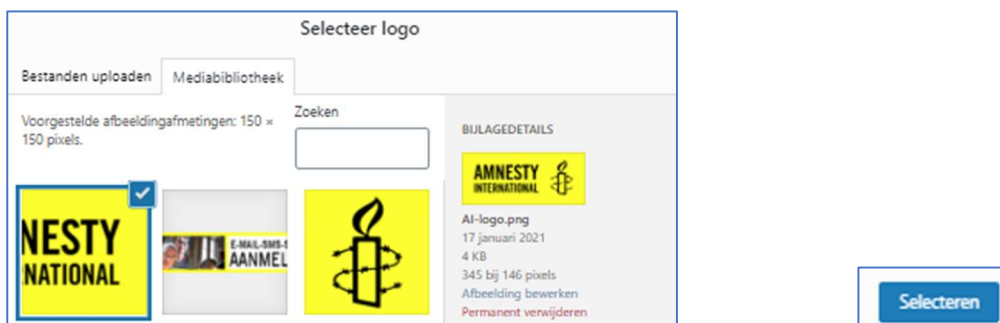 Selecteer logo
Bestanden uploaden
Mediabibliotheek
Voorgestelde afbeeldingafmetingen: 150 ×
150 pixels.
Zoeken
NESTY
NATIONAL
E-MAIL-SMS-
AANMEL
BIJLAGEDETAILS
AMNESTY
INTERNATIONAL
AI-logo.png
17 januari 2021
4 KB
345 bij 146 pixels
Afbeelding bewerken
Permanent verwijderen
Selecteren